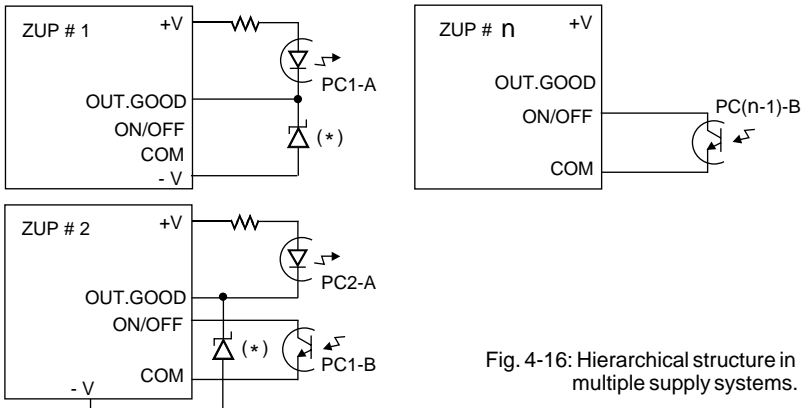 ZUP # 1
+V
PC1-A
OUT.GOOD
ON/OFF
(*)
COM
- V
ZUP # n
+V
OUT.GOOD
ON/OFF
PC(n-1)-B
COM
ZUP # 2
+V
PC2-A
OUT.GOOD
ON/OFF
(*)
PC1-B
COM
- V
Fig. 4-16: Hierarchical structure in
multiple supply systems.